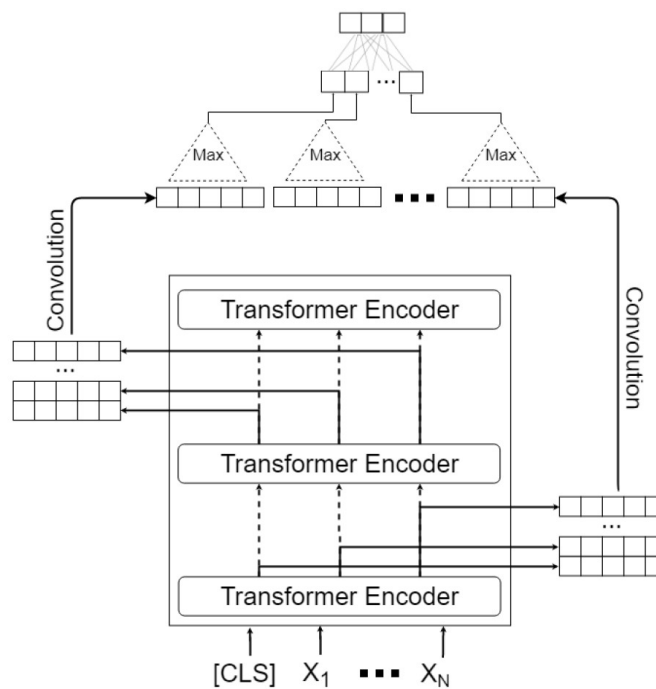 Max
Max
Max
Convolution
Convolution
Transformer Encoder
...
Transformer Encoder
...
Transformer Encoder
[CLS] X1 ... XN